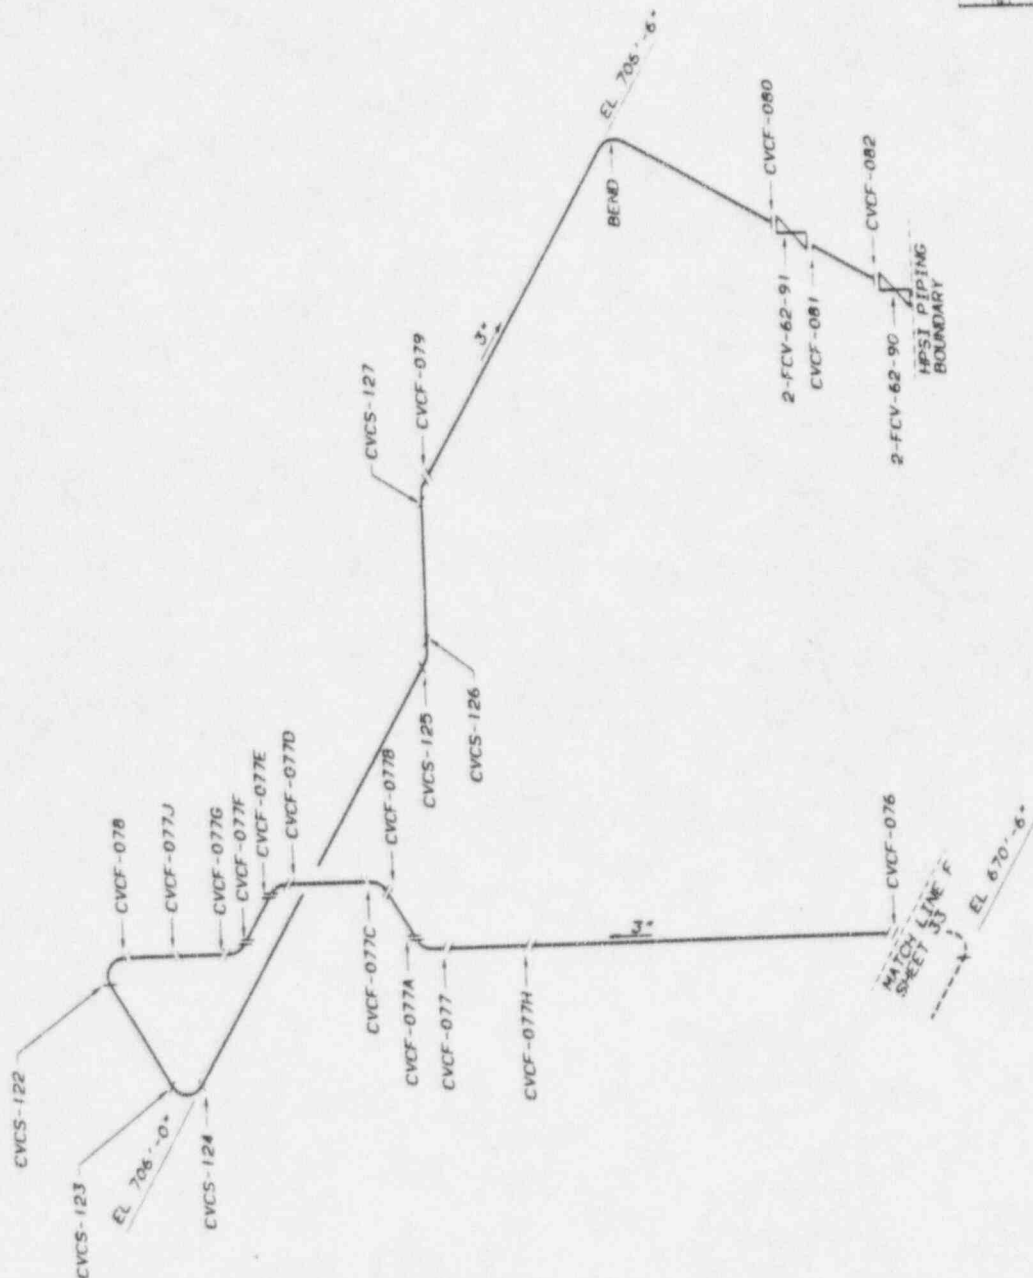 EL 706'-6"
CVCF-080
BEND
2-FCV-62-91
CVCF-081
CVCF-082
2-FCV-62-90
HPSI PIPING
BOUNDARY
CVCS-127
CVCF-079
3"
CVCS-125
CVCS-126
CVCF-078
CVCF-077J
CVCF-077G
CVCF-077F
CVCF-077E
CVCF-077D
CVCF-077B
CVCS-122
CVCS-123
EL 706'-0"
CVCS-124
CVCF-077C
CVCF-077A
CVCF-077
CVCF-077H
3"
CVCF-076
MATCH LINE F
SHEET 33
EL 670'-6"